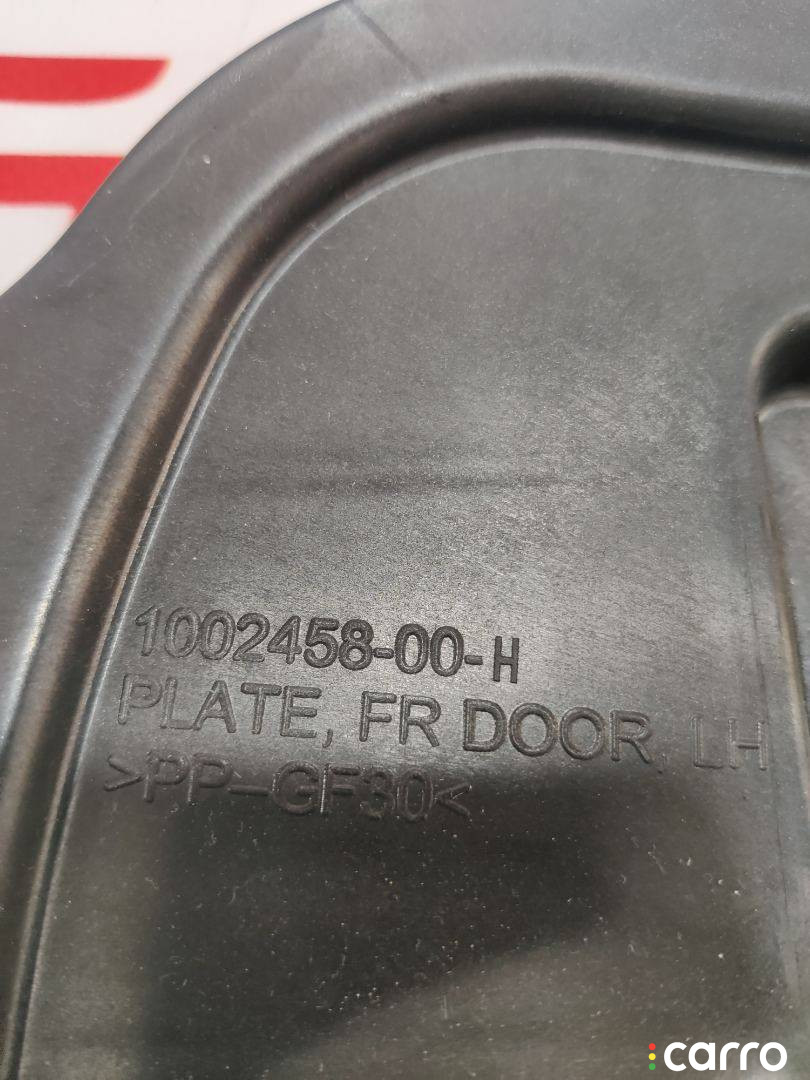 1002458-00-H
PLATE, FR DOOR, LH
>PP-GF30<
carro